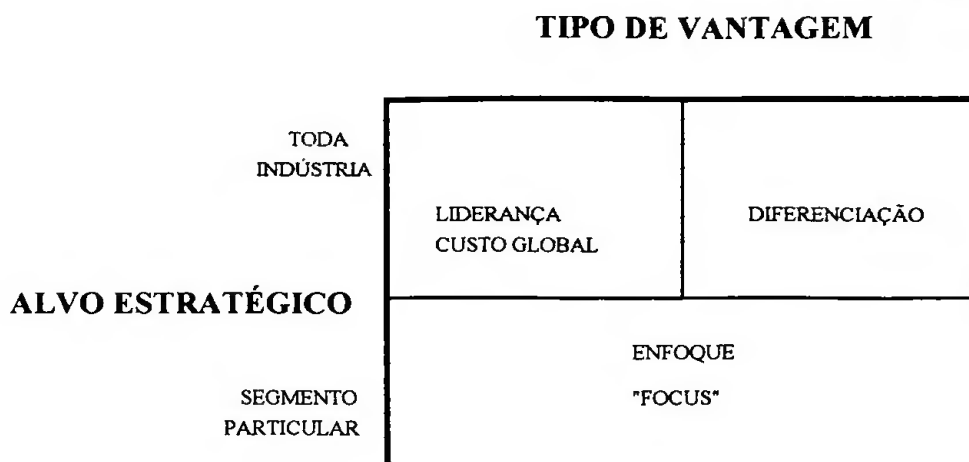 TIPO DE VANTAGEM
TODA
INDÚSTRIA
LIDERANÇA
CUSTO GLOBAL
DIFERENCIAÇÃO
ALVO ESTRATÉGICO
ENFOQUE
"FOCUS"
SEGMENTO
PARTICULAR